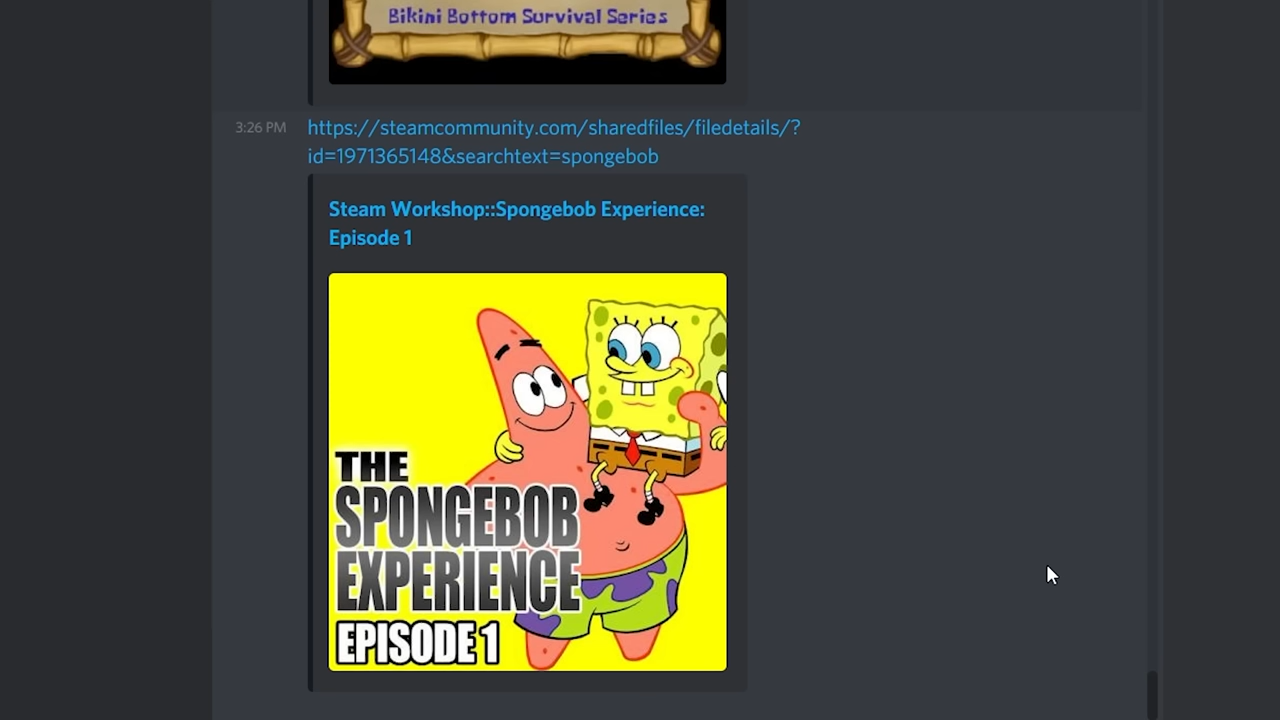 Bikini Bottom Survival Series
3:26 PM
https://steamcommunity.com/sharedfiles/filedetails/?
id=1971365148&searchtext=spongebob
Steam Workshop::Spongebob Experience:
Episode 1
THE
SPONGEBOB
EXPERIENCE
EPISODE 1